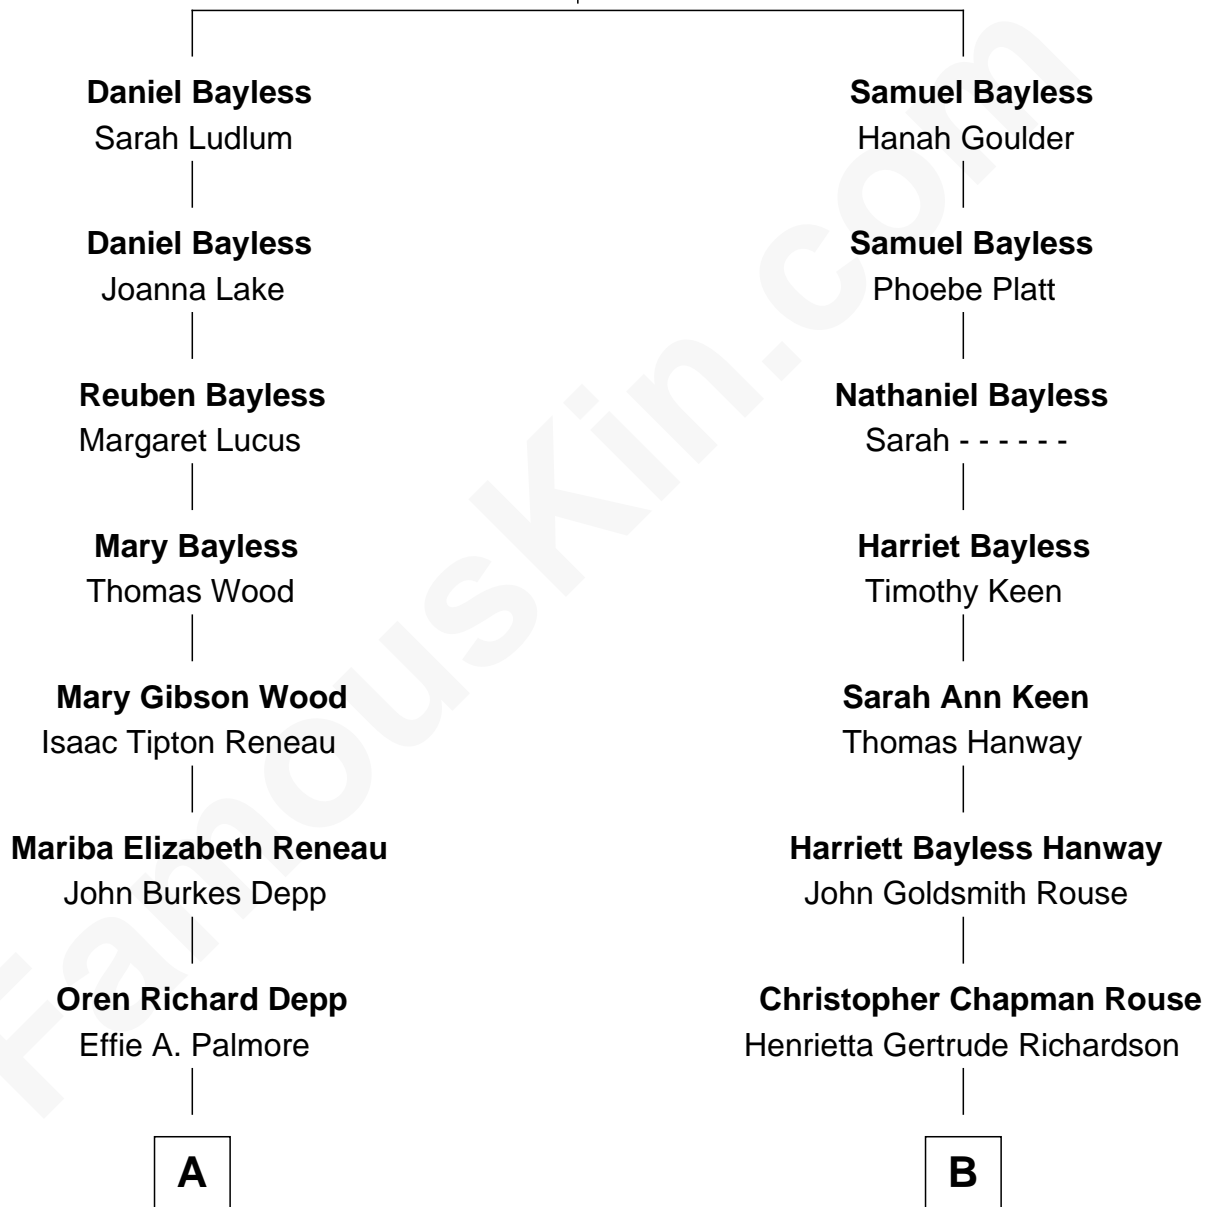 Daniel Bayless
Sarah Ludlum
Daniel Bayless
Joanna Lake
Reuben Bayless
Margaret Lucus
Mary Bayless
Thomas Wood
Mary Gibson Wood
Isaac Tipton Reneau
Mariba Elizabeth Reneau
John Burkes Depp
Oren Richard Depp
Effie A. Palmore
A
Samuel Bayless
Hanah Goulder
Samuel Bayless
Phoebe Platt
Nathaniel Bayless
Sarah - - - - - -
Harriet Bayless
Timothy Keen
Sarah Ann Keen
Thomas Hanway
Harriett Bayless Hanway
John Goldsmith Rouse
Christopher Chapman Rouse
Henrietta Gertrude Richardson
B
FamousKin.com